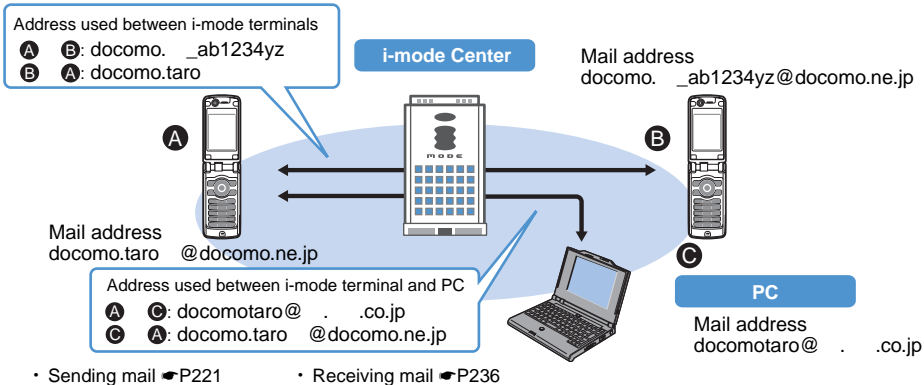 Address used between i-mode terminals
A B: docomo. _ab1234yz
B A: docomo.taro
i-mode Center
Mail address
docomo. _ab1234yz@docomo.ne.jp
A
B
MODE
Mail address
docomo.taro @docomo.ne.jp
C
Address used between i-mode terminal and PC
A C: docomotaro@ . .co.jp
C A: docomo.taro @docomo.ne.jp
PC
Mail address
docomotaro@ . .co.jp
・Sending mail ☛P221 ・Receiving mail ☛P236